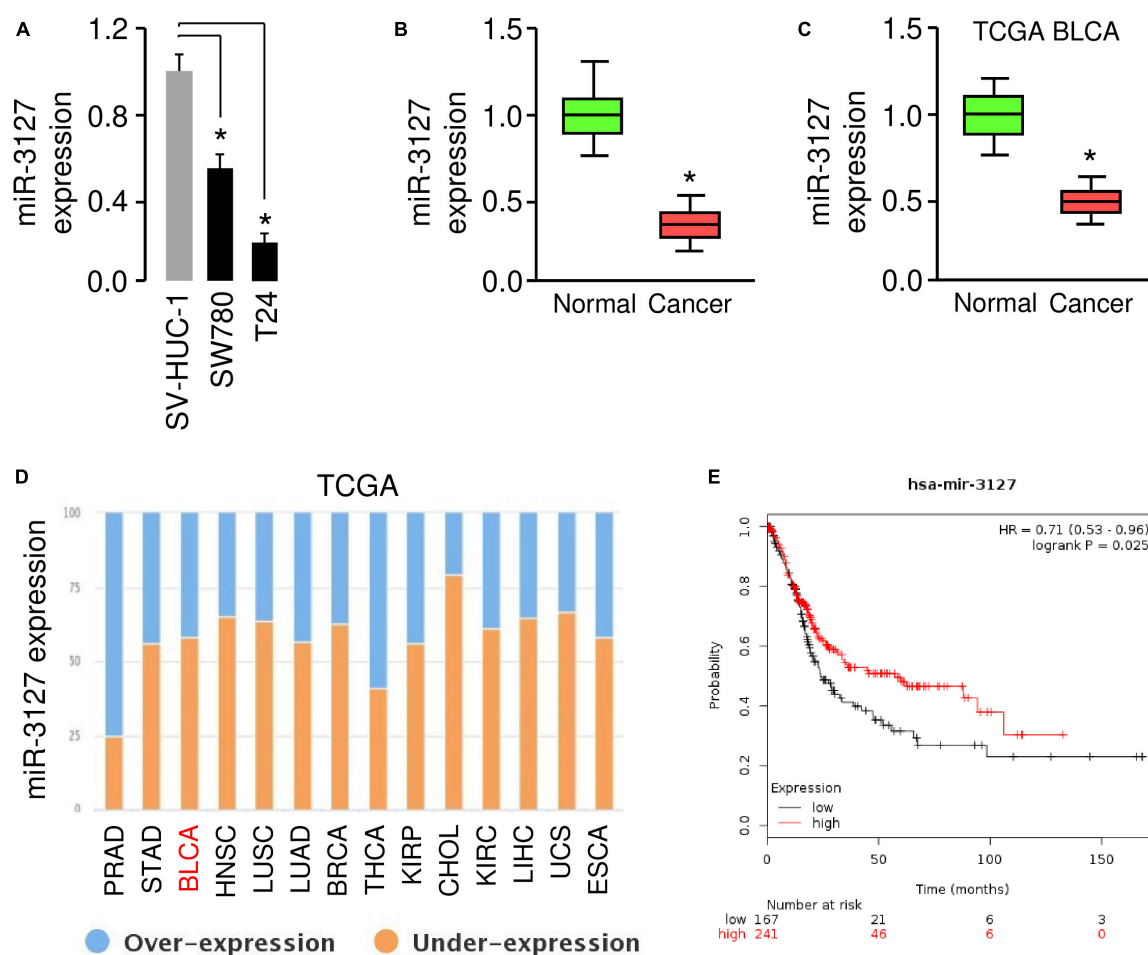 A
miR-3127
expression
1.2
0.8
0.4
0.0
*
*
SV-HUC-1
SW780
T24
B
miR-3127
expression
1.5
1.0
0.5
0.0
*
Normal Cancer
C
TCGA BLCA
miR-3127
expression
1.5
1.0
0.5
0.0
*
Normal Cancer
D
TCGA
miR-3127 expression
100
75
50
25
0
PRAD
STAD
BLCA
HNSC
LUSC
LUAD
BRCA
THCA
KIRP
CHOL
KIRC
LIHC
UCS
ESCA
Over-expression Under-expression
E
hsa-mir-3127
HR = 0.71 (0.53 - 0.96)
logrank P = 0.025
Probability
1.0
0.8
0.6
0.4
0.2
0.0
Expression
low
high
0 50 100 150
Time (months)
Number at risk
low 167 21 6 3
high 241 46 6 0